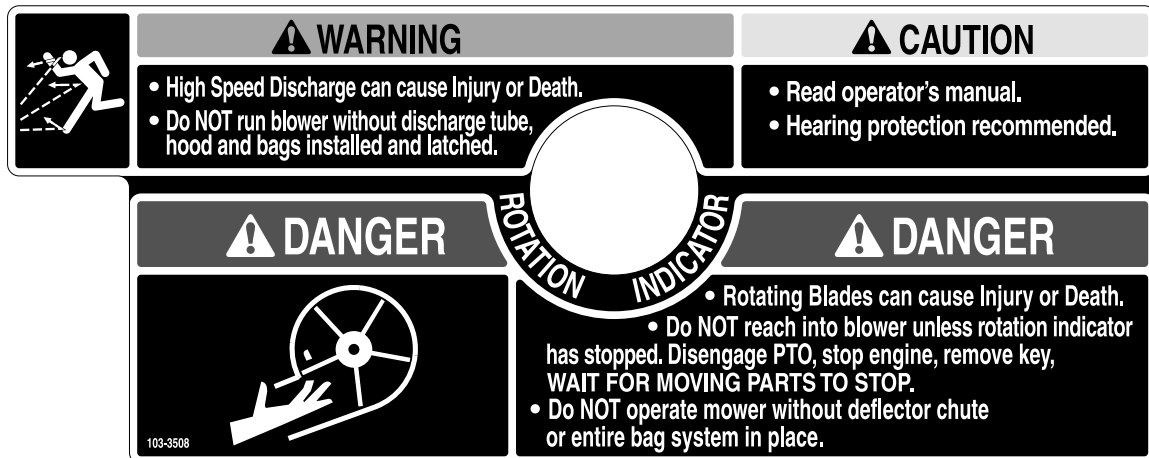 WARNING
• High Speed Discharge can cause Injury or Death.
• Do NOT run blower without discharge tube,
hood and bags installed and latched.
CAUTION
• Read operator's manual.
• Hearing protection recommended.
ROTATION INDICATOR
DANGER
103-3508
DANGER
• Rotating Blades can cause Injury or Death.
• Do NOT reach into blower unless rotation indicator
has stopped. Disengage PTO, stop engine, remove key,
WAIT FOR MOVING PARTS TO STOP.
• Do NOT operate mower without deflector chute
or entire bag system in place.